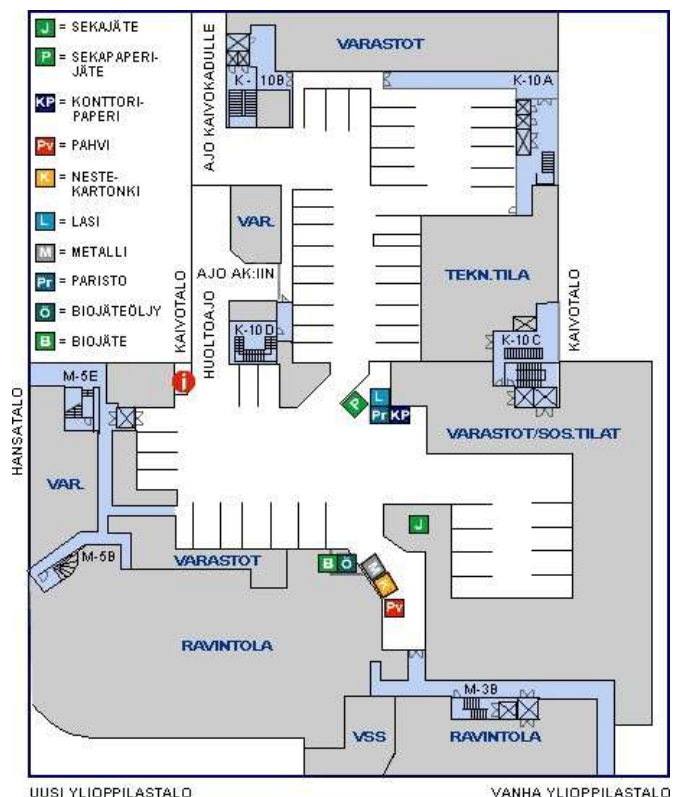 J = SEKAJÄTE
P = SEKAPAPERI-
JÄTE
KP = KONTTORI-
PAPERI
Pv = PAHVI
K = NESTE-
KARTONKI
L = LASI
M = METALLI
Pr = PARISTO
Ö = BIOJÄTEÖLJY
B = BIOJÄTE
VARASTOT
K - 10B
K-10A
AJO KAIVOKADULLE
VAR.
AJO AK:IIN
TEKN.TILA
KAIVOTALO
HUOLTOAJO
K-10D
K-10C
KAIVOTALO
i
M-5E
HANSATALO
P
L
Pr KP
VARASTOT/SOS.TILAT
VAR.
J
M-5B
VARASTOT
B Ö
M
K
Pv
RAVINTOLA
M-3B
VSS
RAVINTOLA
UUSI YLIOPPILASTALO
VANHA YLIOPPILASTALO